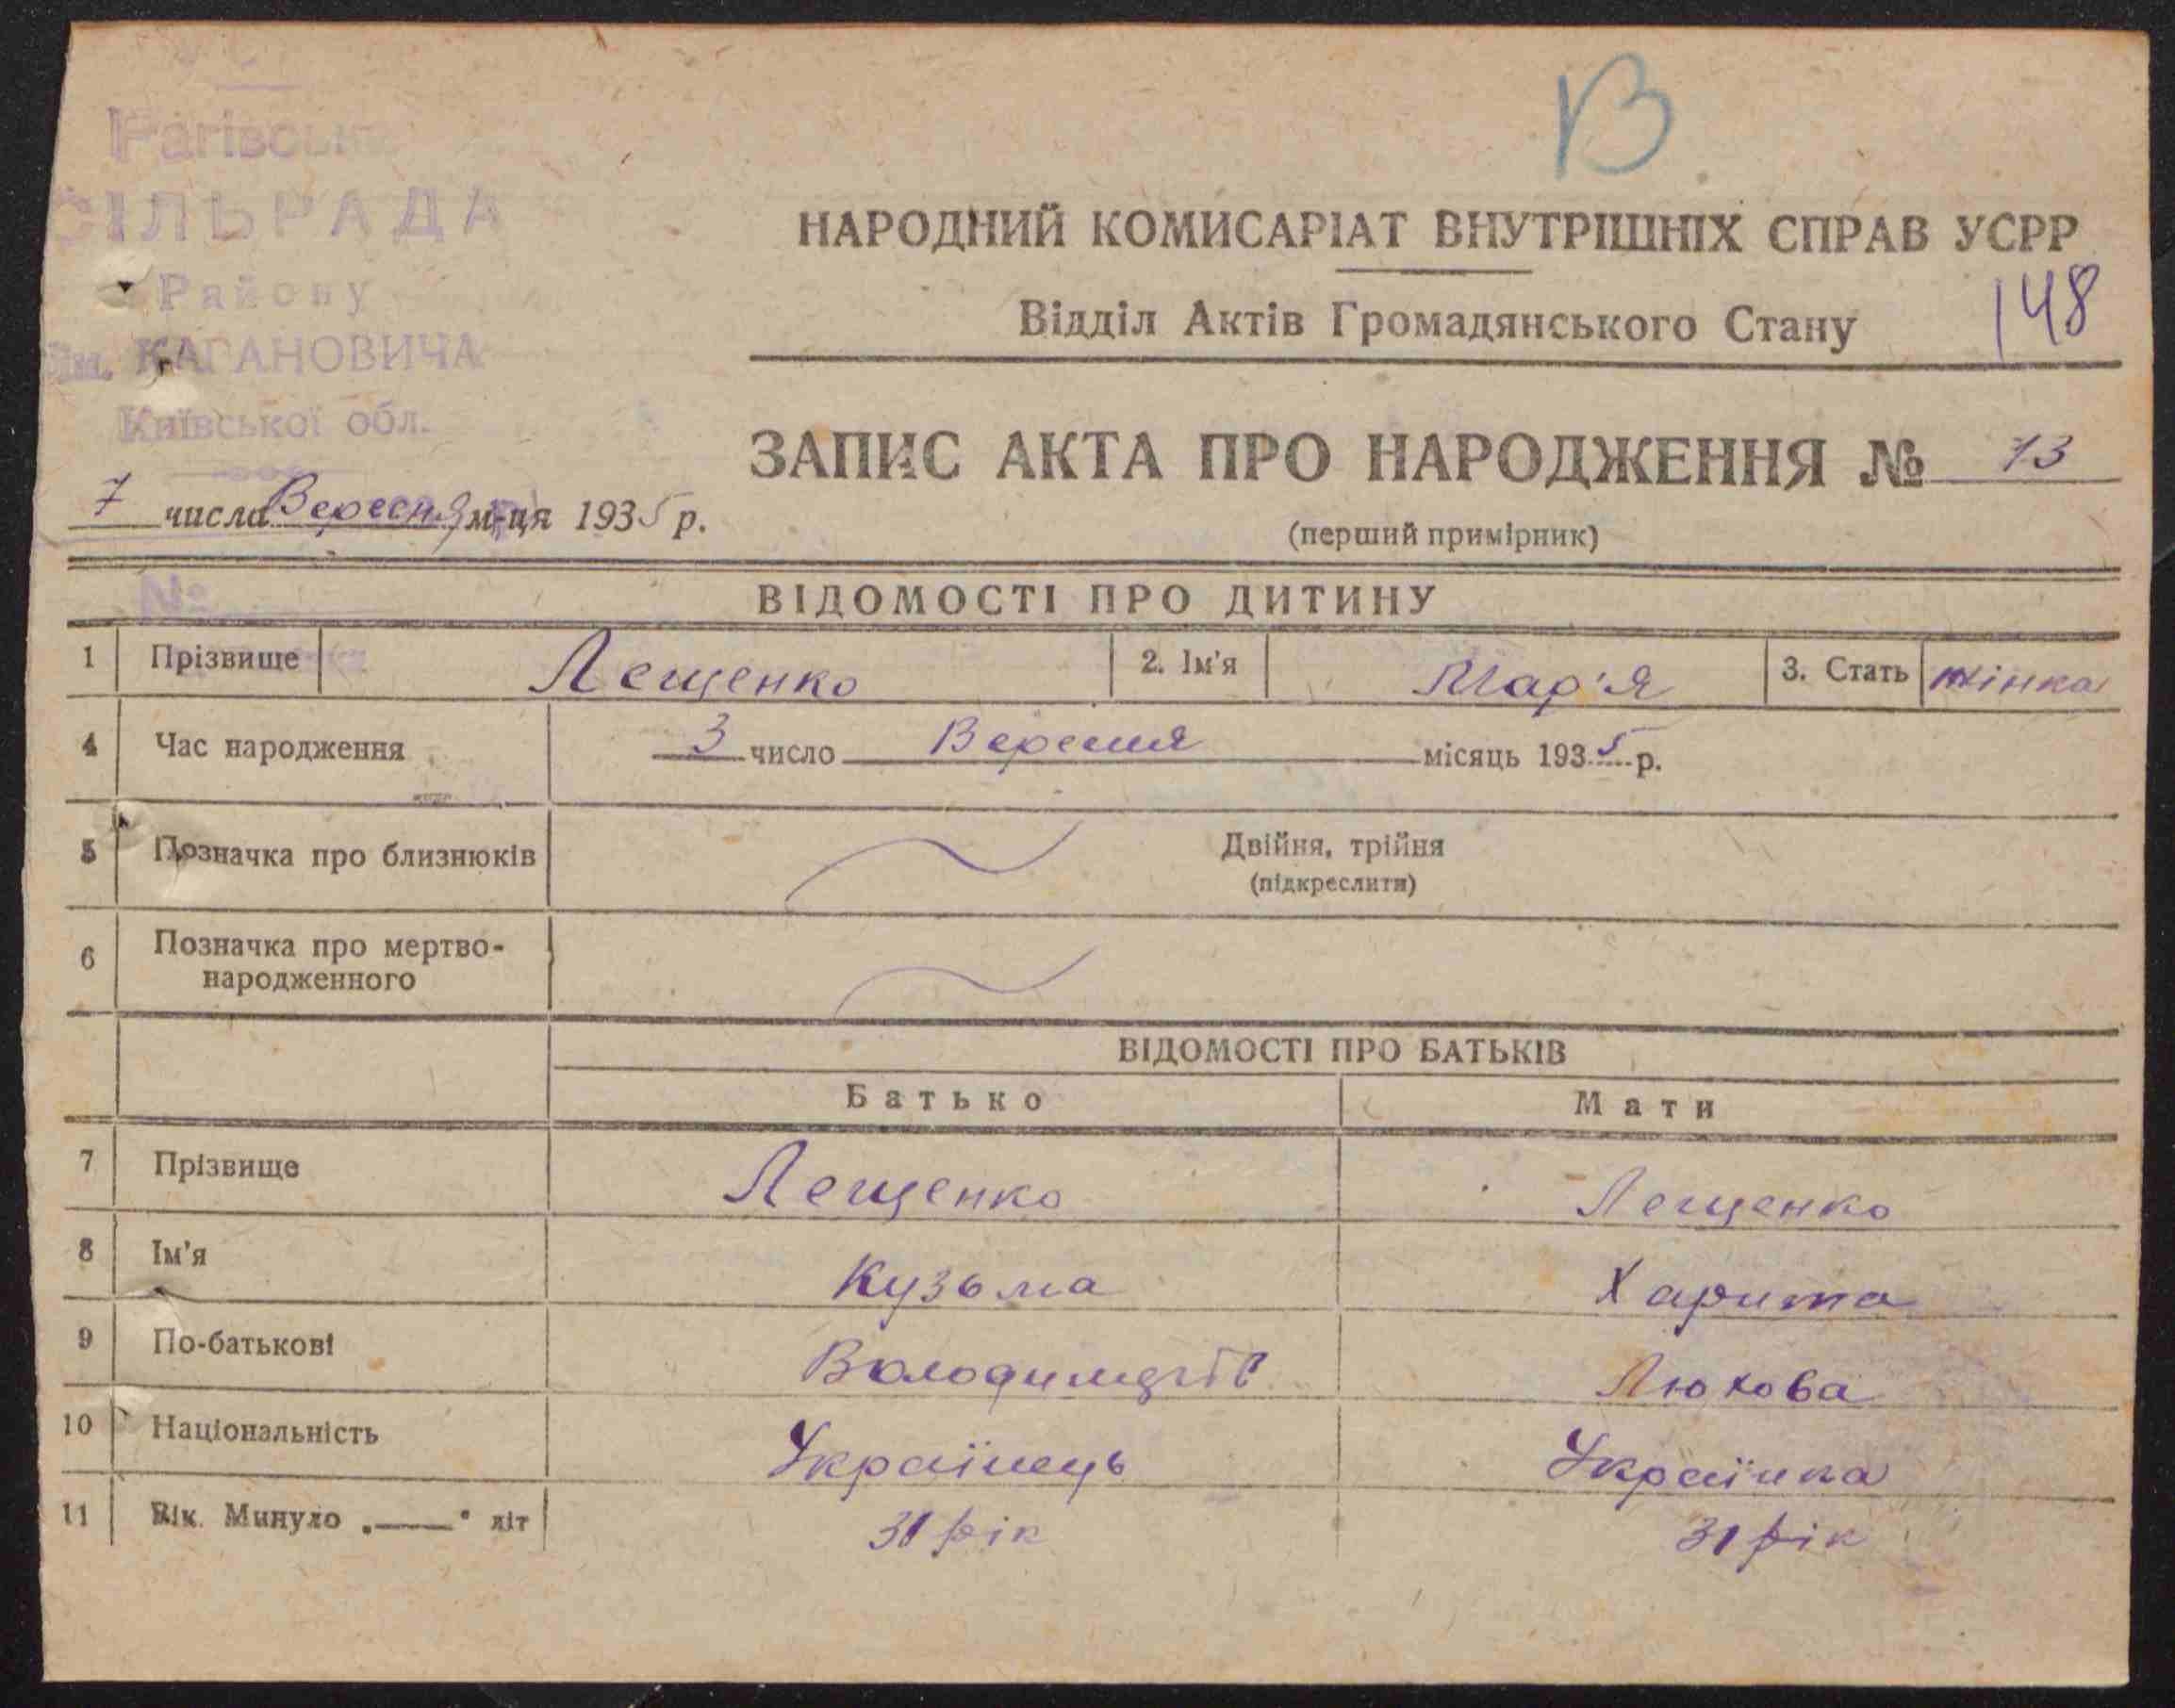 В
Рагівська
СІЛЬРАДА
Району
ім. КАГАНОВИЧА
Київської обл.
НАРОДНИЙ КОМИСАРІАТ ВНУТРІШНІХ СПРАВ УСРР
148
Відділ Актів Громадянського Стану
ЗАПИС АКТА ПРО НАРОДЖЕННЯ № 73
7 числа Вересня м-ця 1935 р.
(перший примірник)
№
ВІДОМОСТІ ПРО ДИТИНУ
1 Прізвище Лещенко 2. Ім'я Мар'я 3. Стать жінка
4 Час народження 3 число Вересня місяць 1935 р.
5 Позначка про близнюків Двійня, трійня
(підкреслити)
6 Позначка про мертво-
народженного
ВІДОМОСТІ ПРО БАТЬКІВ
Батько Мати
7 Прізвище Лещенко Лещенко
8 Ім'я Кузьма Харитя
9 По-батькові Володимирів Люкова
10 Національність Українець Українка
11 Вік. Минуло „——" літ 31 рік 31 рік